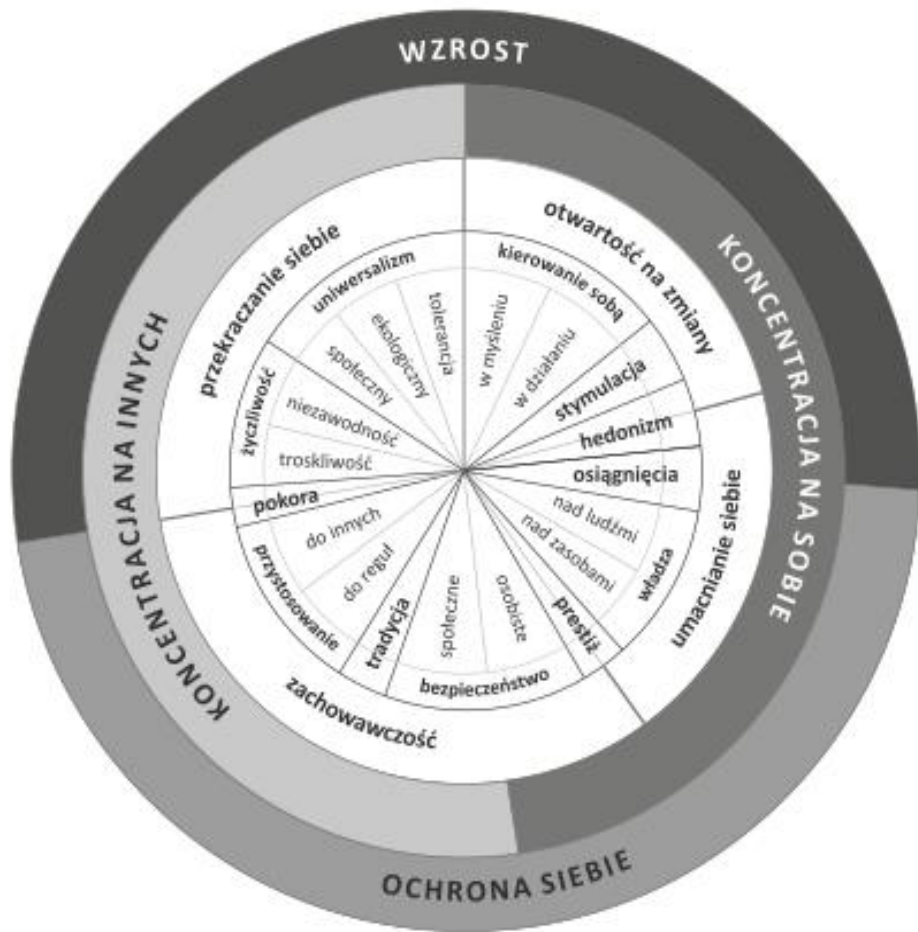 WZROST
KONCENTRACJA NA SOBIE
OCHRONA SIEBIE
KONCENTRACJA NA INNYCH
otwartość na zmiany
umacnianie siebie
zachowawczość
przekraczanie siebie
kierowanie sobą
w myśleniu
w działaniu
stymulacja
hedonizm
osiągnięcia
władza
nad ludźmi
nad zasobami
prestiż
bezpieczeństwo
osobiste
społeczne
tradycja
przystosowanie
do reguł
do innych
pokora
życzliwość
troskliwość
niezawodność
uniwersalizm
społeczny
ekologiczny
tolerancja